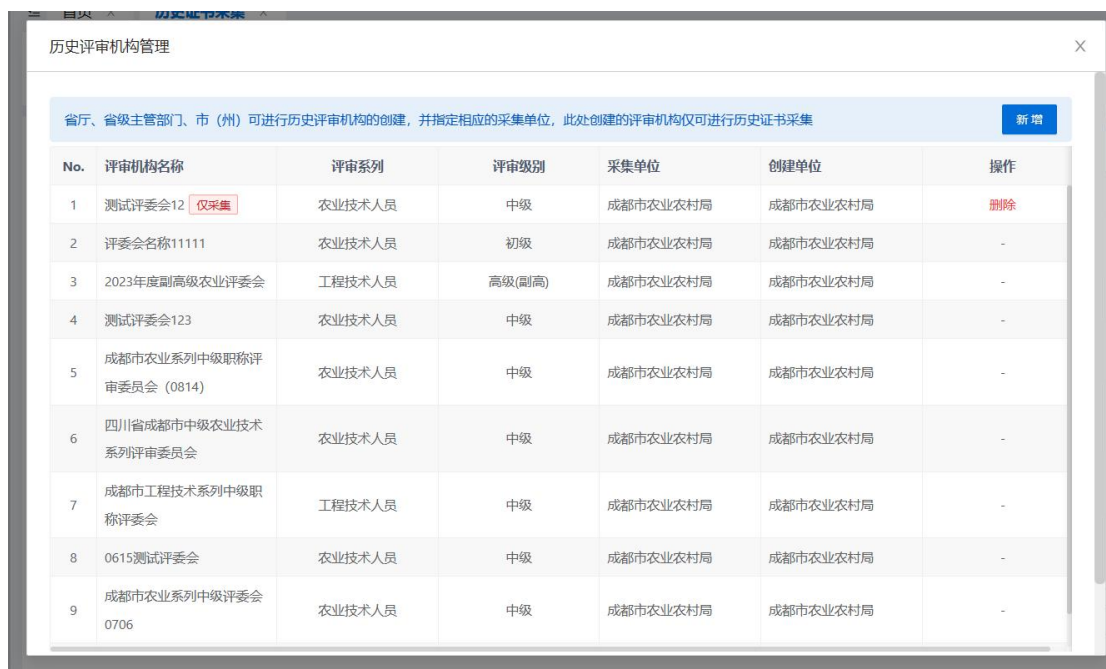 首页 × 历史证书采集 ×
历史评审机构管理 ×
省厅、省级主管部门、市（州）可进行历史评审机构的创建，并指定相应的采集单位，此处创建的评审机构仅可进行历史证书采集 新增
No. 评审机构名称 评审系列 评审级别 采集单位 创建单位 操作
1 测试评委会12 仅采集 农业技术人员 中级 成都市农业农村局 成都市农业农村局 删除
2 评委会名称11111 农业技术人员 初级 成都市农业农村局 成都市农业农村局 -
3 2023年度副高级农业评委会 工程技术人员 高级(副高) 成都市农业农村局 成都市农业农村局 -
4 测试评委会123 农业技术人员 中级 成都市农业农村局 成都市农业农村局 -
成都市农业系列中级职称评
5 农业技术人员 中级 成都市农业农村局 成都市农业农村局 -
审委员会（0814）
四川省成都市中级农业技术
6 农业技术人员 中级 成都市农业农村局 成都市农业农村局 -
系列评审委员会
成都市工程技术系列中级职
7 工程技术人员 中级 成都市农业农村局 成都市农业农村局 -
称评委会
8 0615测试评委会 农业技术人员 中级 成都市农业农村局 成都市农业农村局 -
成都市农业系列中级评委会
9 农业技术人员 中级 成都市农业农村局 成都市农业农村局 -
0706